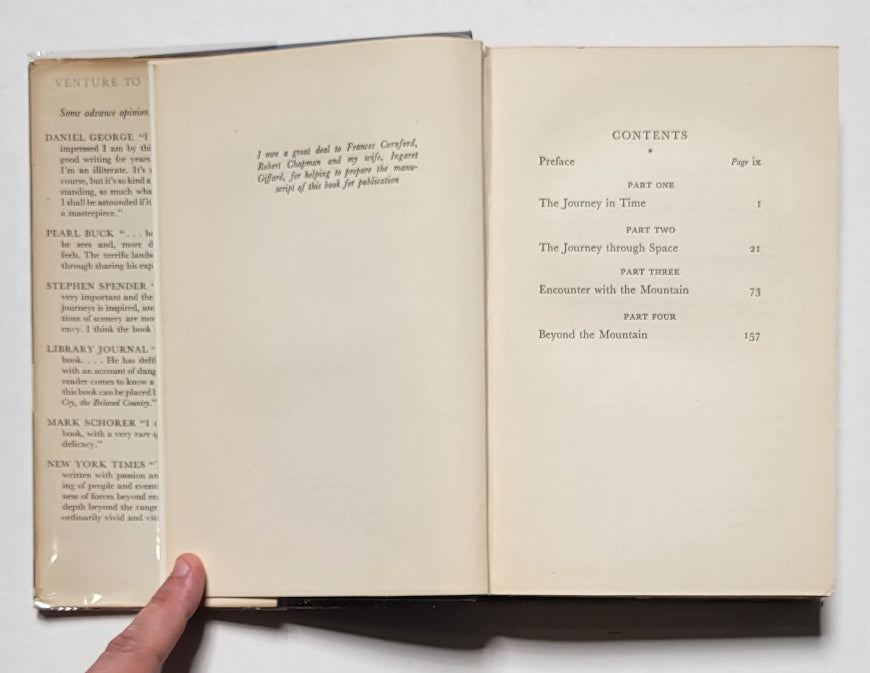 VENTURE TO
Some advance opinion
DANIEL GEORGE "I
impressed I am by thi
good writing for years
I'm an illiterate. It's
course, but it's so kind a
standing, so much wha
I shall be astounded if it
a masterpiece."
PEARL BUCK ". . . he
he sees and, more d
feels. The terrific lands
through sharing his exp
STEPHEN SPENDER "
very important and the
journeys is inspired, and
tions of scenery are mo
envy. I think the book
LIBRARY JOURNAL "
book. . . . He has deftl
with an account of dang
reader comes to know a
this book can be placed b
Cry, the Beloved Country."
MARK SCHORER "I
book, with a very rare q
delicacy."
NEW YORK TIMES "
written with passion an
ing of people and event
ness of forces beyond re
depth beyond the range
ordinarily vivid and vit
I owe a great deal to Frances Cornford,
Robert Chapman and my wife, Ingaret
Giffard, for helping to prepare the manu-
script of this book for publication
CONTENTS
*
Preface Page ix
PART ONE
The Journey in Time 1
PART TWO
The Journey through Space 21
PART THREE
Encounter with the Mountain 73
PART FOUR
Beyond the Mountain 157